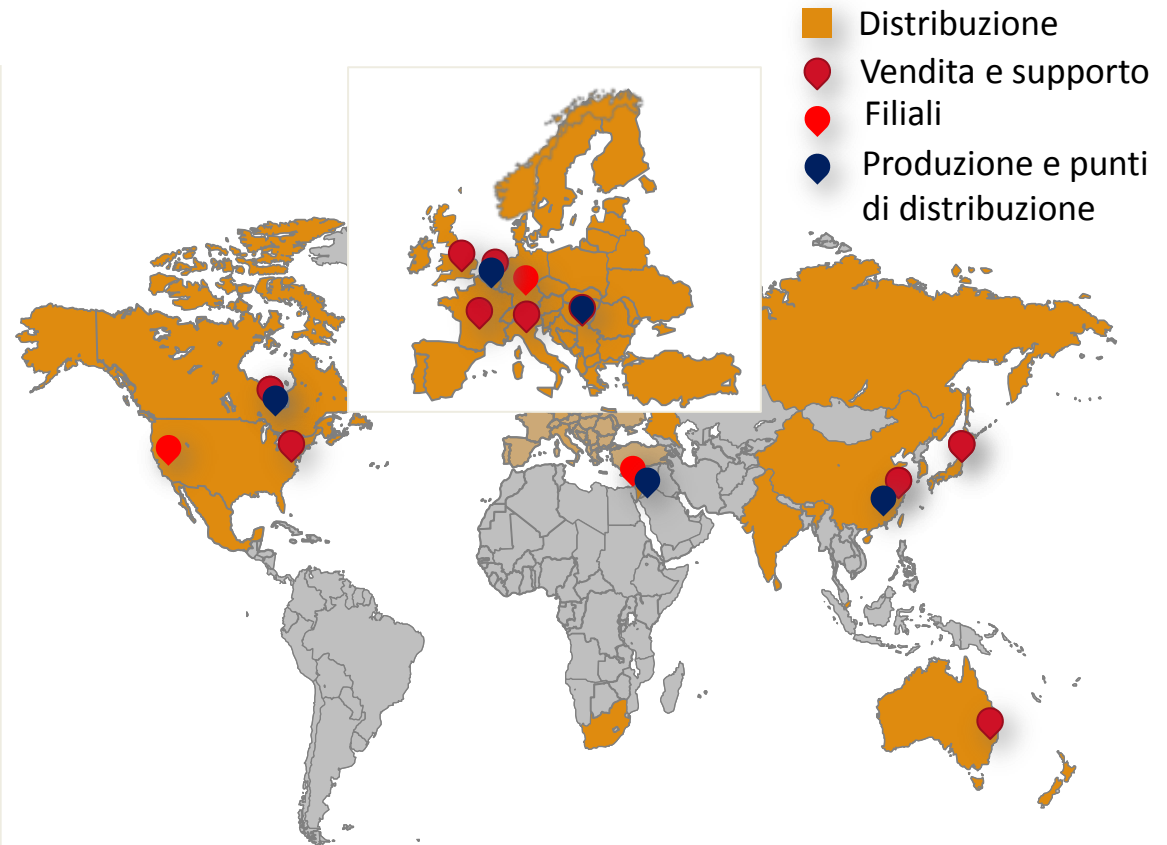 Distribuzione
Vendita e supporto
Filiali
Produzione e punti
di distribuzione